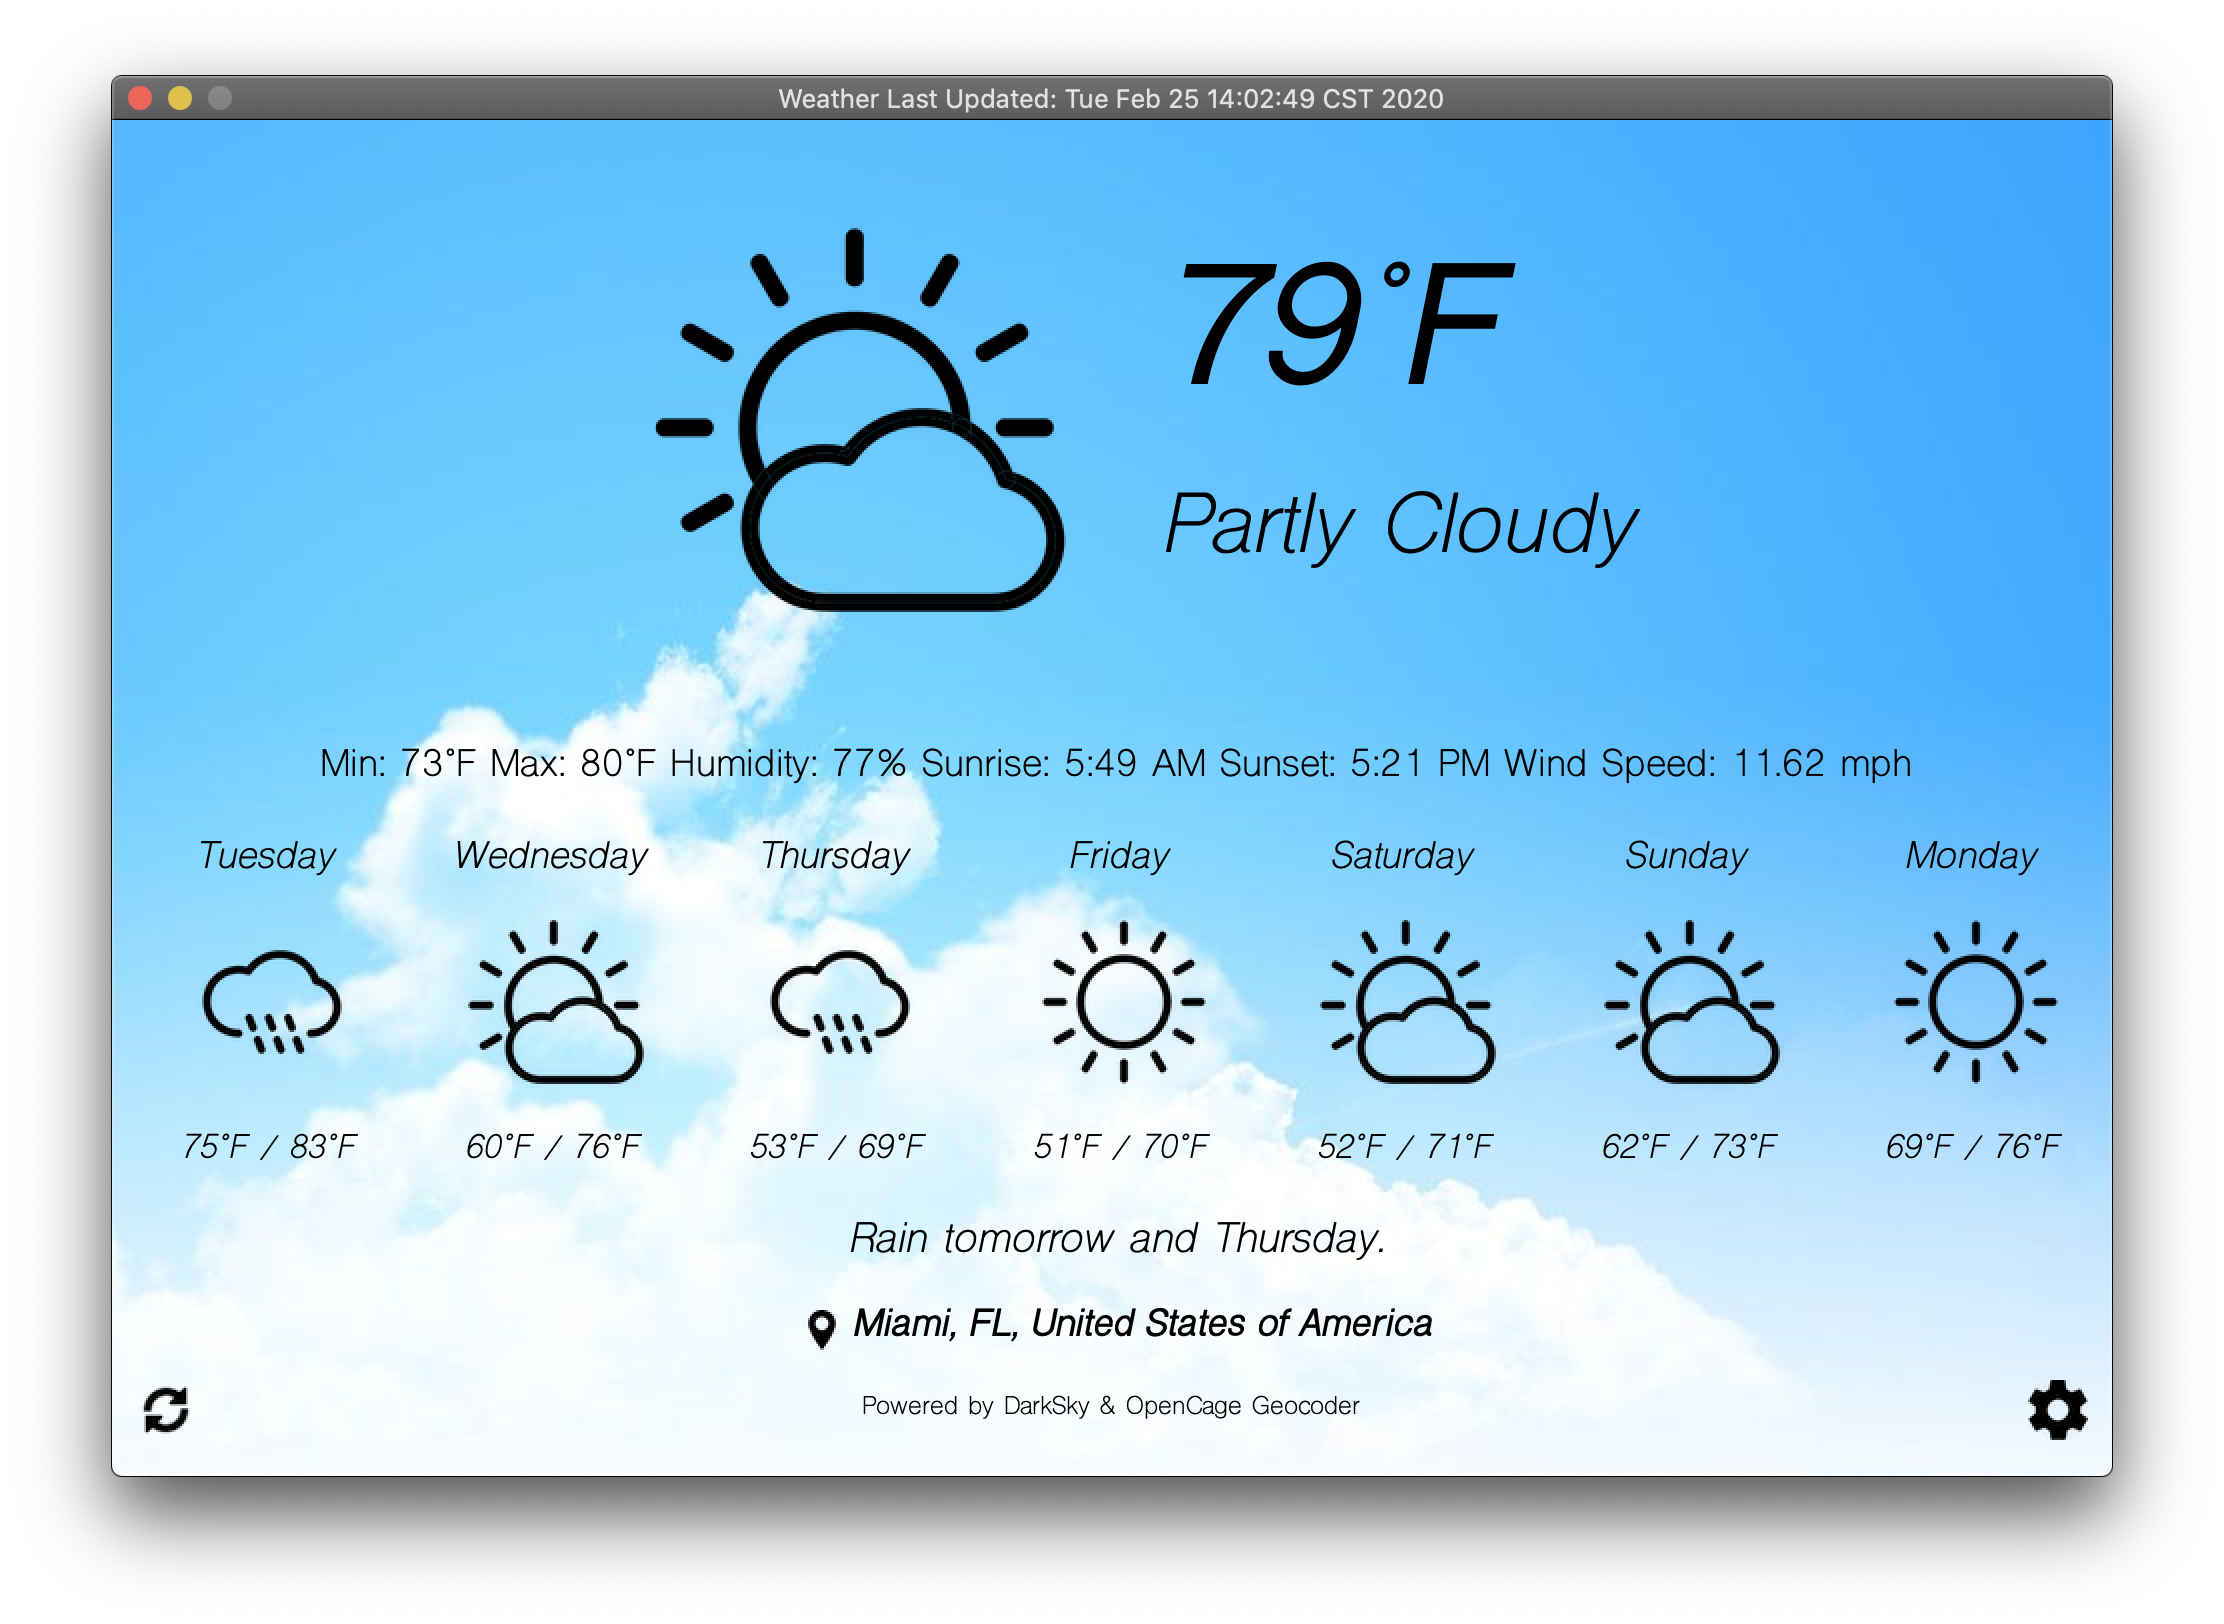 Weather Last Updated: Tue Feb 25 14:02:49 CST 2020
79°F
Partly Cloudy
Min: 73°F Max: 80°F Humidity: 77% Sunrise: 5:49 AM Sunset: 5:21 PM Wind Speed: 11.62 mph
Tuesday Wednesday Thursday Friday Saturday Sunday Monday
75°F / 83°F 60°F / 76°F 53°F / 69°F 51°F / 70°F 52°F / 71°F 62°F / 73°F 69°F / 76°F
Rain tomorrow and Thursday.
Miami, FL, United States of America
Powered by DarkSky & OpenCage Geocoder